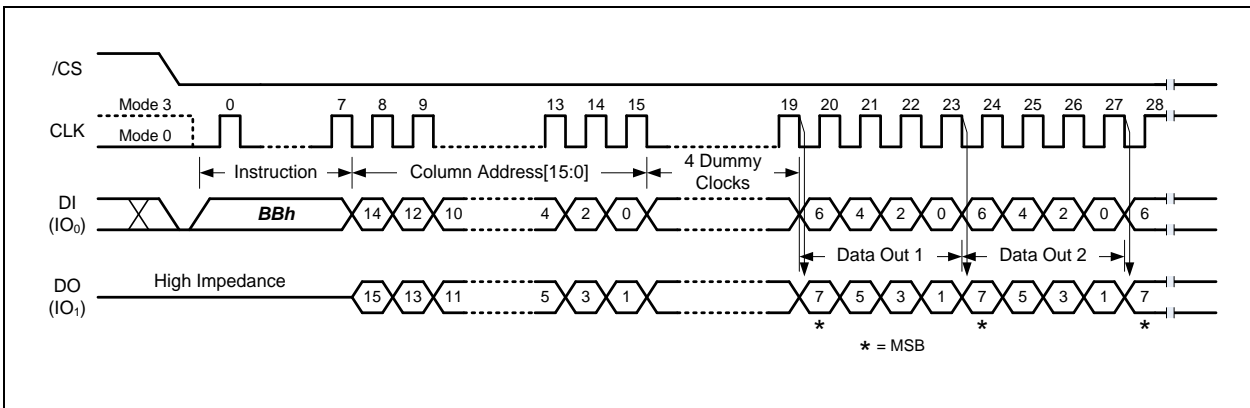 /CS
Mode 3 0 7 8 9 13 14 15 19 20 21 22 23 24 25 26 27 28
CLK
Mode 0
Instruction Column Address[15:0] 4 Dummy Clocks
DI
(IO0) BBh 14 12 10 4 2 0 6 4 2 0 6 4 2 0 6
Data Out 1 Data Out 2
High Impedance
DO
(IO1) 15 13 11 5 3 1 7 5 3 1 7 5 3 1 7
* * *
* = MSB